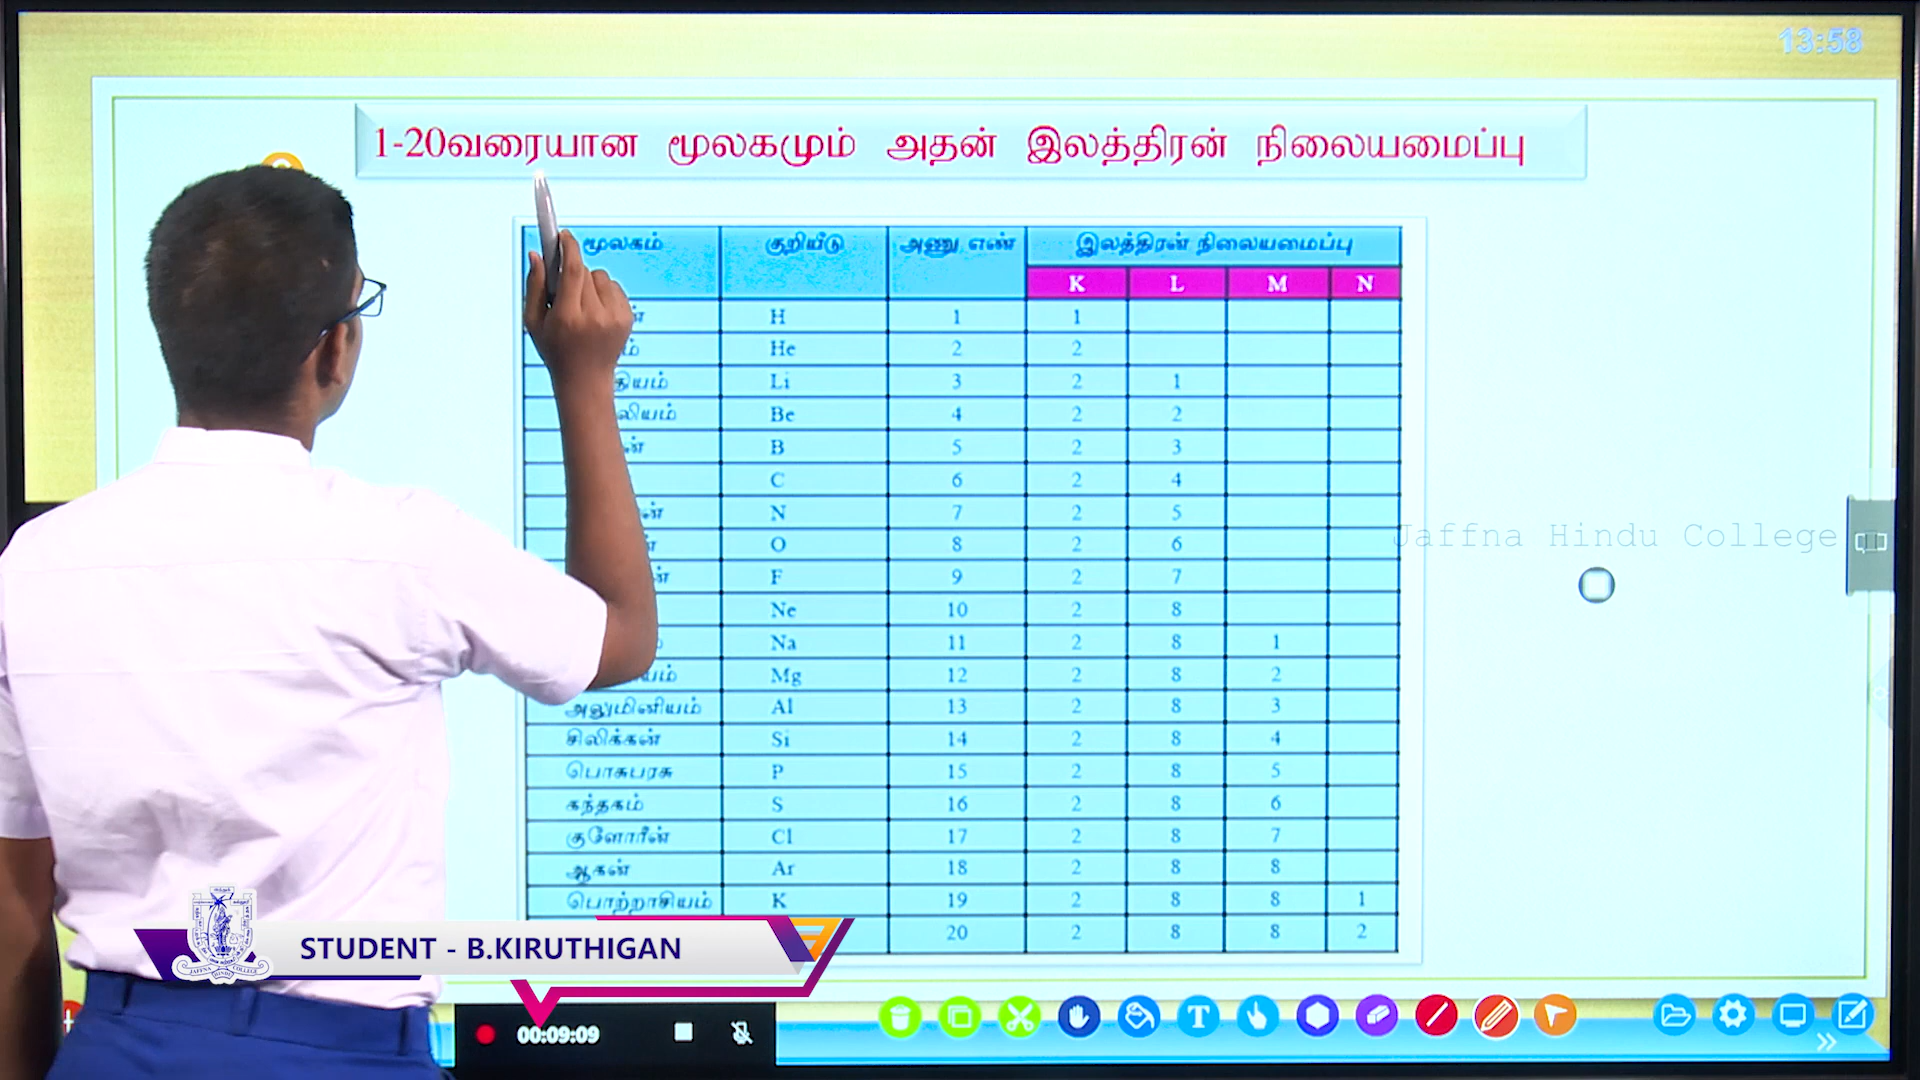 13:58
1-20வரையான மூலகமும் அதன் இலத்திரன் நிலையமைப்பு
மூலகம் குறியீடு அணு எண் இலத்திரன் நிலையமைப்பு
K L M N
H 1 1
He 2 2
Li 3 2 1
Be 4 2 2
B 5 2 3
C 6 2 4
N 7 2 5
O 8 2 6
F 9 2 7
Ne 10 2 8
Na 11 2 8 1
Mg 12 2 8 2
அலுமினியம் Al 13 2 8 3
சிலிக்கன் Si 14 2 8 4
பொசுபரசு P 15 2 8 5
கந்தகம் S 16 2 8 6
குளோரீன் Cl 17 2 8 7
ஆகன் Ar 18 2 8 8
பொற்றாசியம் K 19 2 8 8 1
20 2 8 8 2
Jaffna Hindu College
STUDENT - B.KIRUTHIGAN
00:09:09